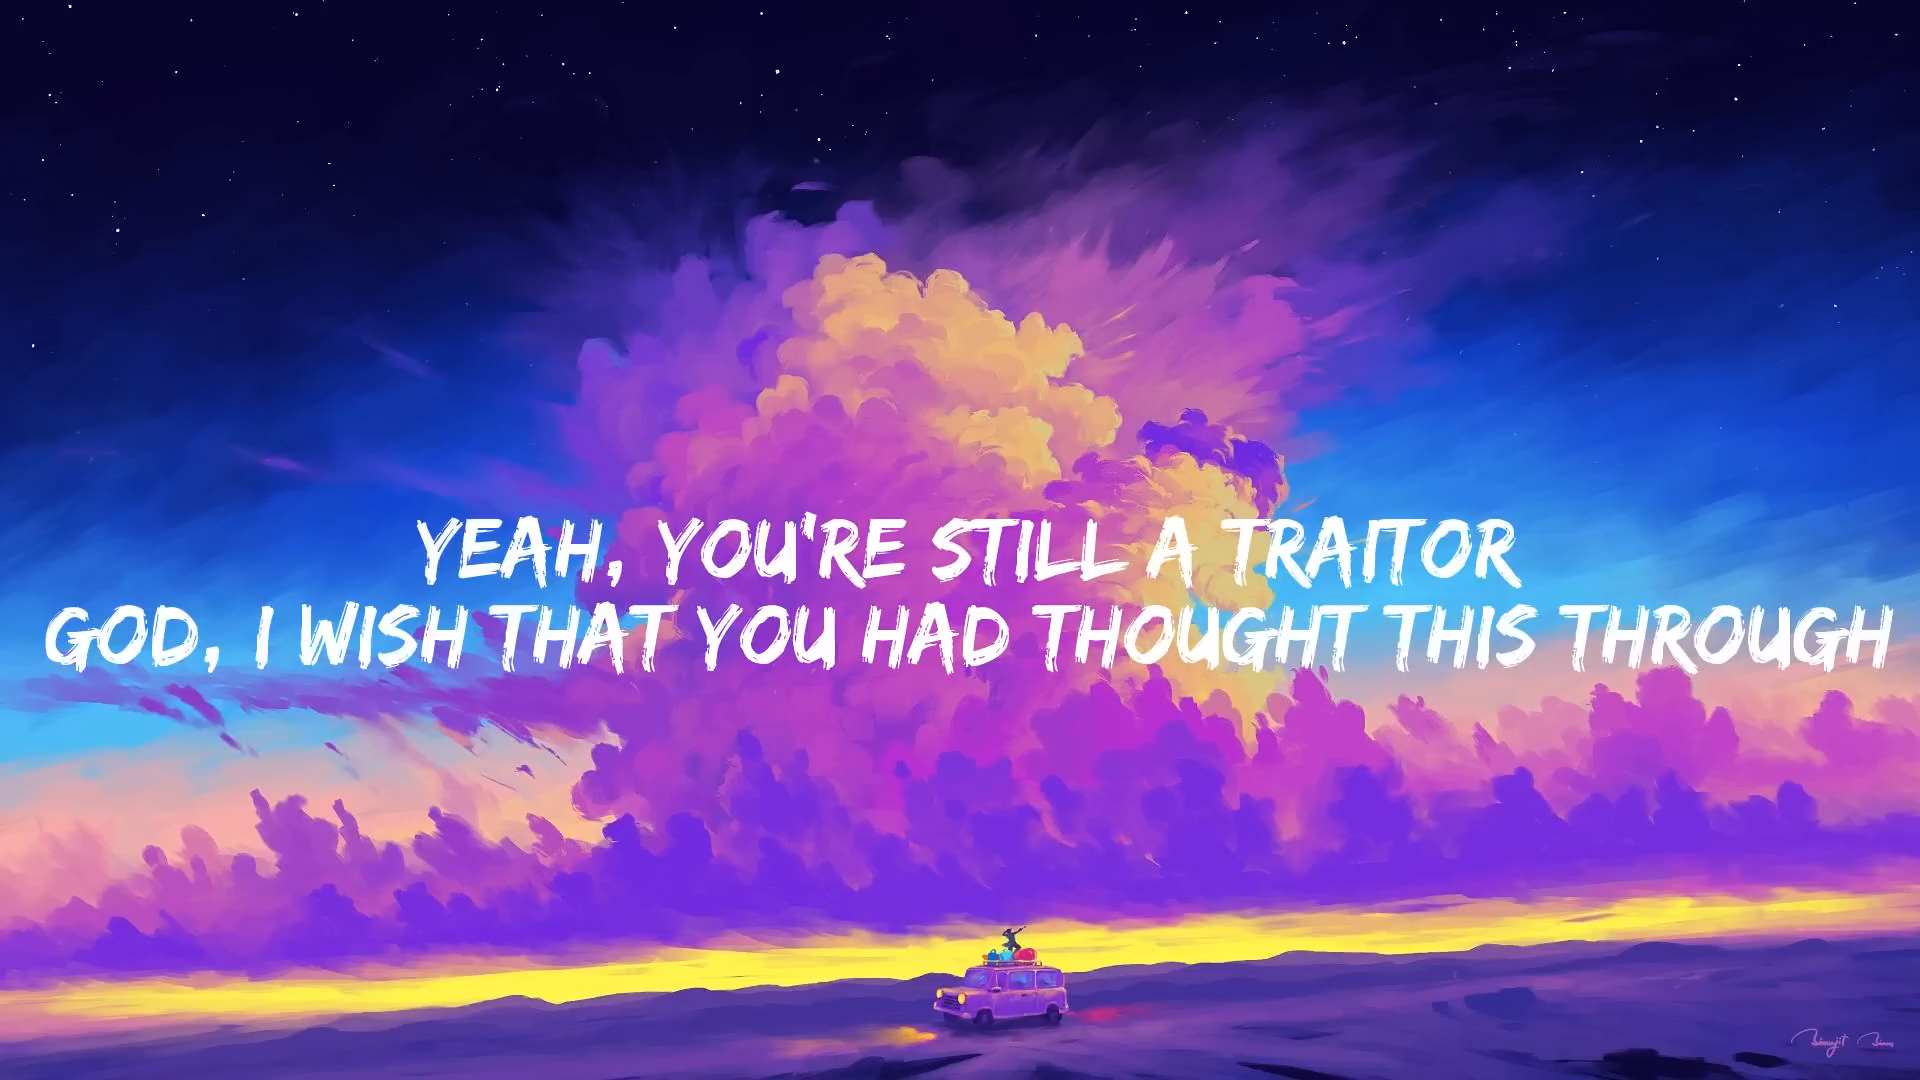 YEAH, YOU'RE STILL A TRAITOR
GOD, I WISH THAT YOU HAD THOUGHT THIS THROUGH